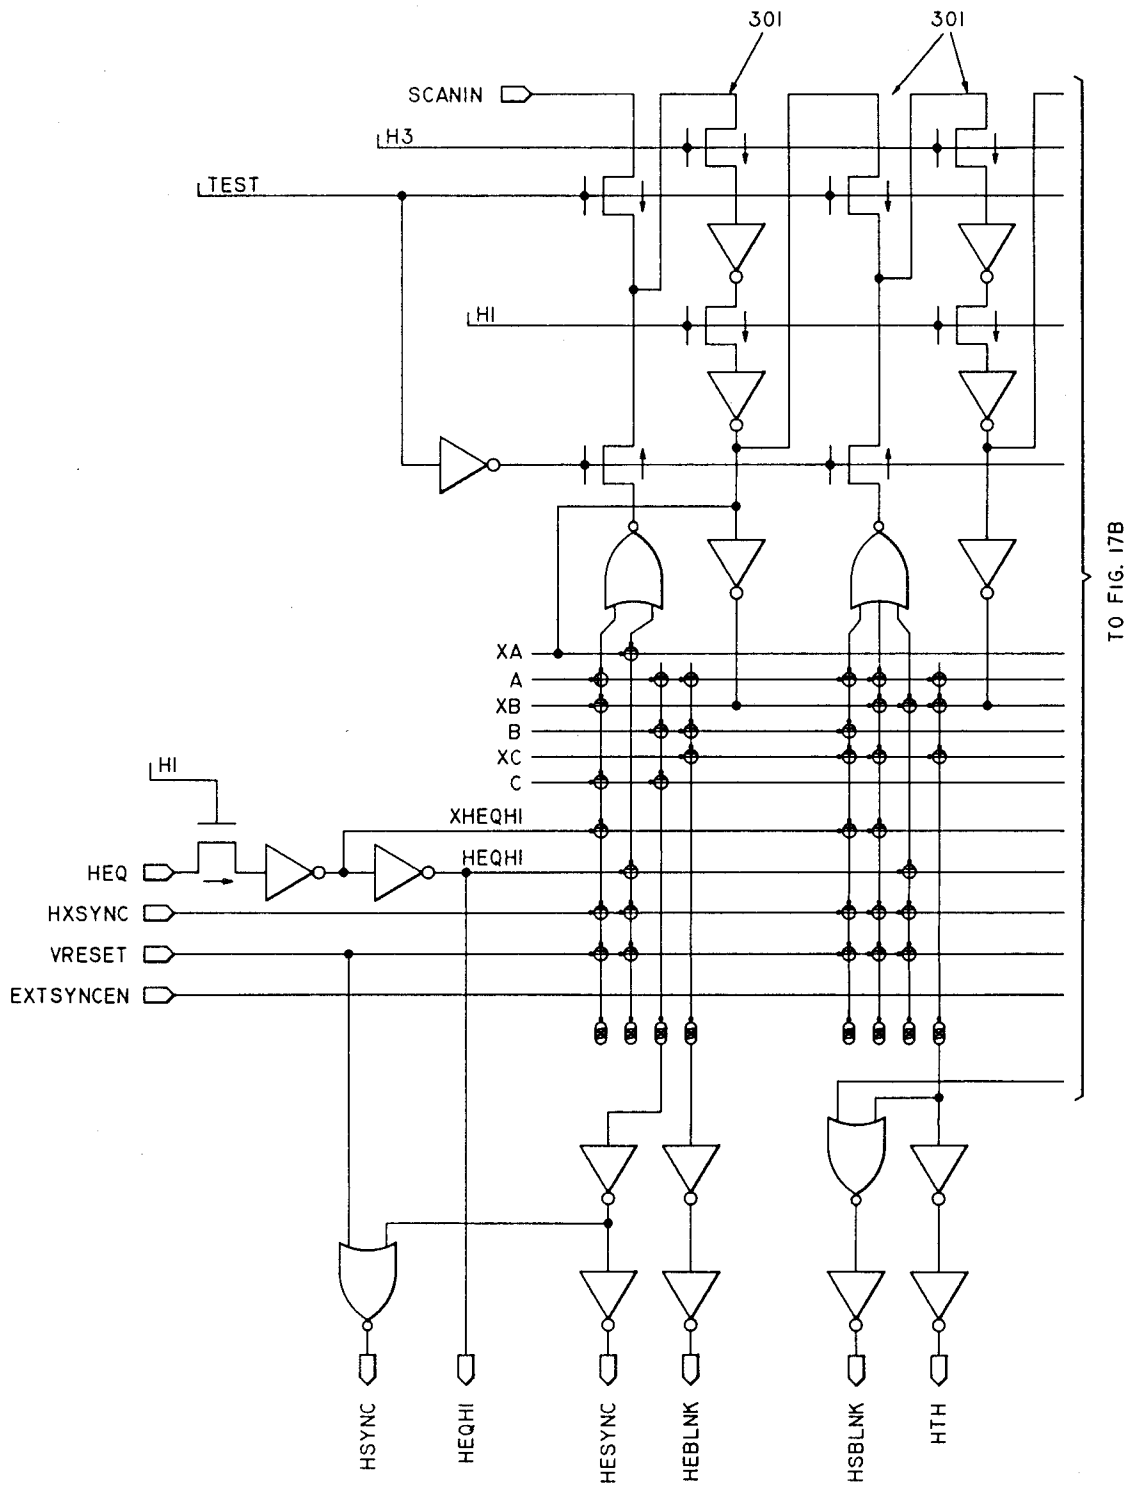 301
301
SCANIN
H3
TEST
H1
TO FIG. 17B
XA
A
XB
B
XC
C
H1
XHEQH1
HEQ
HEQH1
HXSYNC
VRESET
EXTSYNCEN
HSYNC
HEQH1
HESYNC
HEBLNK
HSBLNK
HTH